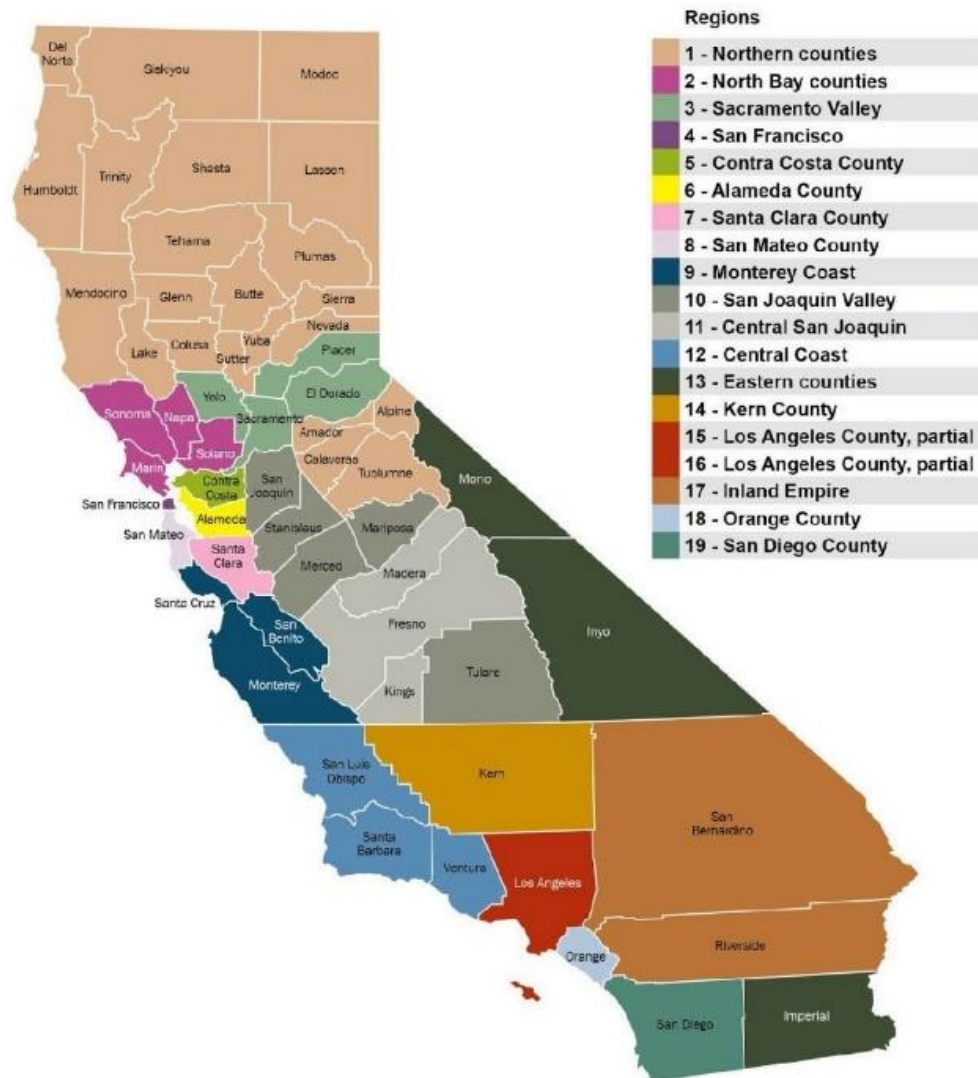 Regions
1 - Northern counties
2 - North Bay counties
3 - Sacramento Valley
4 - San Francisco
5 - Contra Costa County
6 - Alameda County
7 - Santa Clara County
8 - San Mateo County
9 - Monterey Coast
10 - San Joaquin Valley
11 - Central San Joaquin
12 - Central Coast
13 - Eastern counties
14 - Kern County
15 - Los Angeles County, partial
16 - Los Angeles County, partial
17 - Inland Empire
18 - Orange County
19 - San Diego County
Del
Norte
Siskiyou
Modoc
Humboldt
Trinity
Shasta
Lassen
Tehama
Plumas
Mendocino
Glenn
Butte
Sierra
Nevada
Lake
Colusa
Sutter
Yuba
Placer
El Dorado
Yolo
Sonoma
Napa
Sacramento
Alpine
Amador
Solano
Marin
Calaveras
Tuolumne
Contra
Costa
San
Joaquin
Mono
San Francisco
Alameda
Stanislaus
Mariposa
San Mateo
Santa
Clara
Merced
Madera
Santa Cruz
San
Benito
Fresno
Inyo
Monterey
Kings
Tulare
San Luis
Obispo
Kern
San
Bernardino
Santa
Barbara
Ventura
Los Angeles
Orange
Riverside
San Diego
Imperial